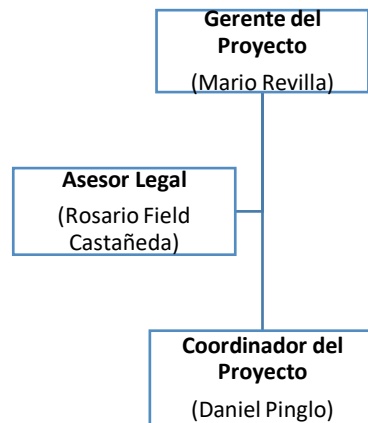 Gerente del
Proyecto
(Mario Revilla)
Asesor Legal
(Rosario Field
Castañeda)
Coordinador del
Proyecto
(Daniel Pinglo)